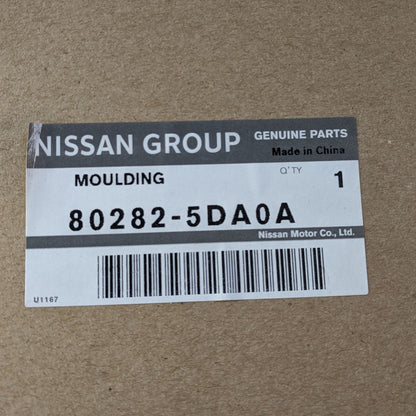 NISSAN GROUP GENUINE PARTS
Made in China
MOULDING Q'TY 1
80282-5DA0A
Nissan Motor Co., Ltd.
U1167